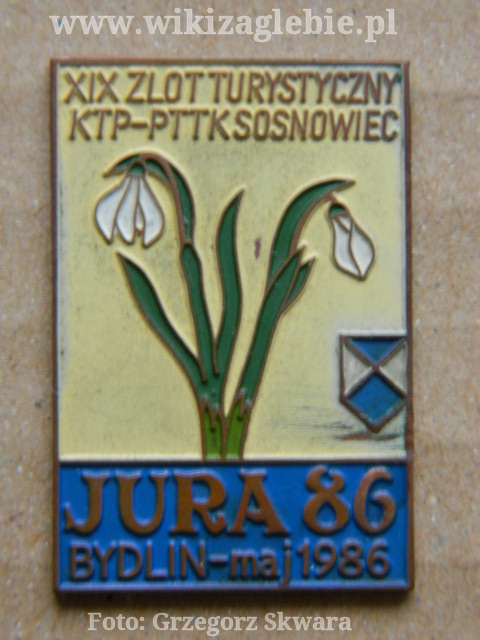 www.wikizaglebie.pl
XIX ZLOT TURYSTYCZNY
KTP-PTTK SOSNOWIEC
JURA 86
BYDLIN-maj 1986
Foto: Grzegorz Skwara